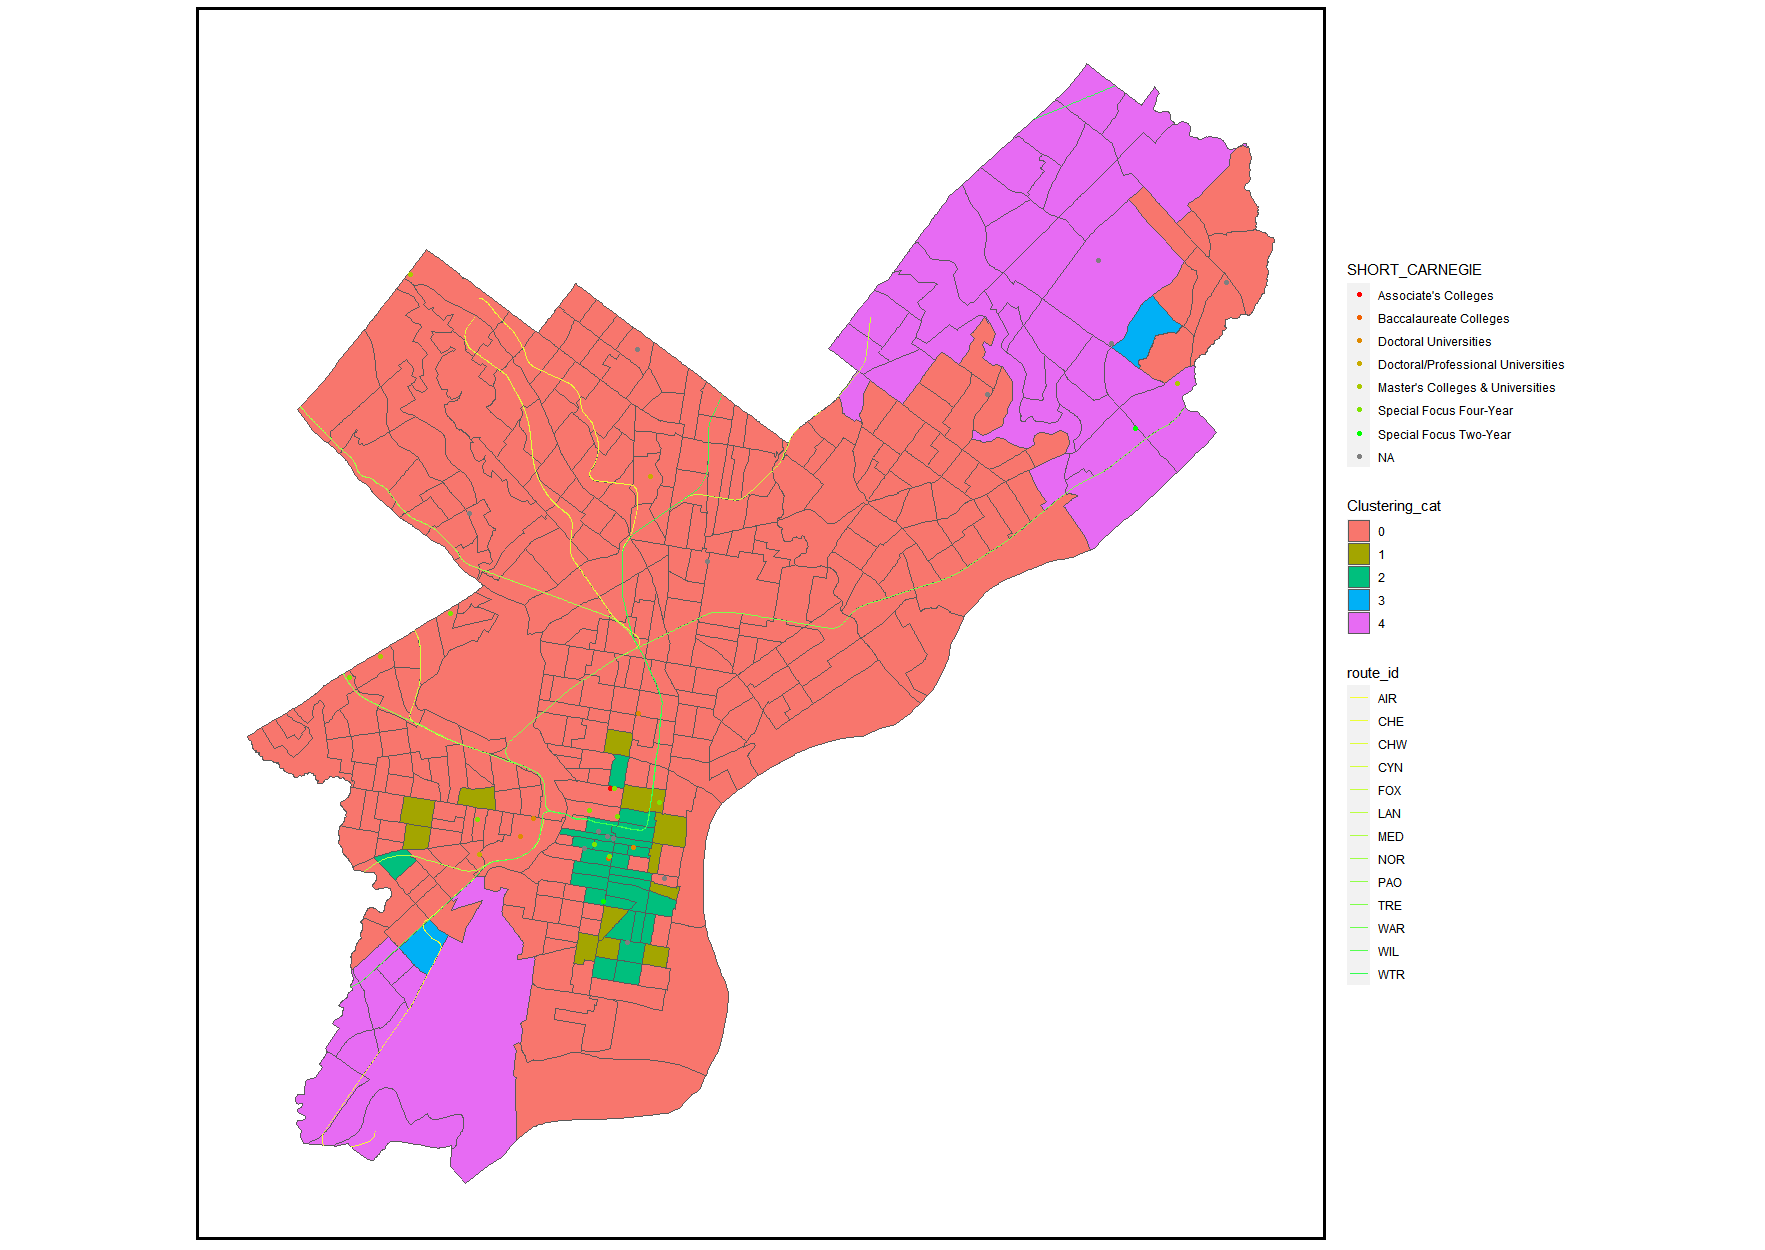 SHORT_CARNEGIE
Associate's Colleges
Baccalaureate Colleges
Doctoral Universities
Doctoral/Professional Universities
Master's Colleges & Universities
Special Focus Four-Year
Special Focus Two-Year
NA
Clustering_cat
0
1
2
3
4
route_id
AIR
CHE
CHW
CYN
FOX
LAN
MED
NOR
PAO
TRE
WAR
WIL
WTR